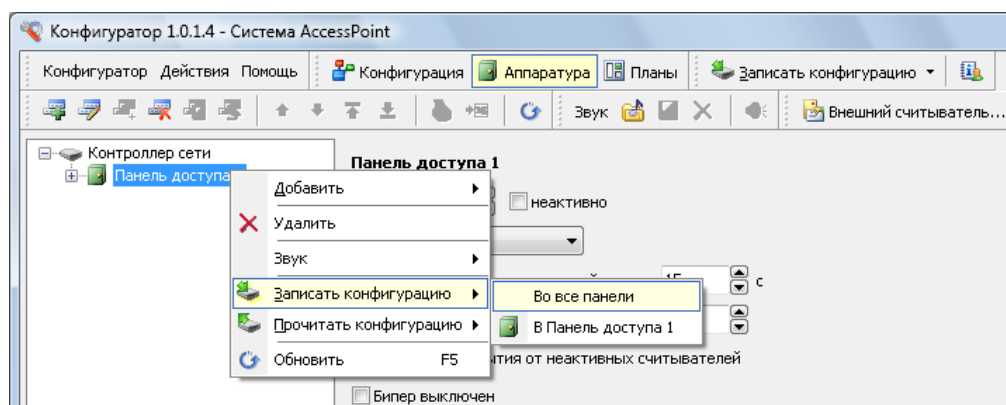 Конфигуратор 1.0.1.4 - Система AccessPoint
Конфигуратор Действия Помощь Конфигурация Аппаратура Планы Записать конфигурацию
Звук Внешний считыватель...
Контроллер сети
Панель доступа
Панель доступа 1
неактивно
Добавить
Удалить
Звук
Записать конфигурацию
Прочитать конфигурацию
Обновить F5
Во все панели
В Панель доступа 1
с
от неактивных считывателей
Бипер выключен